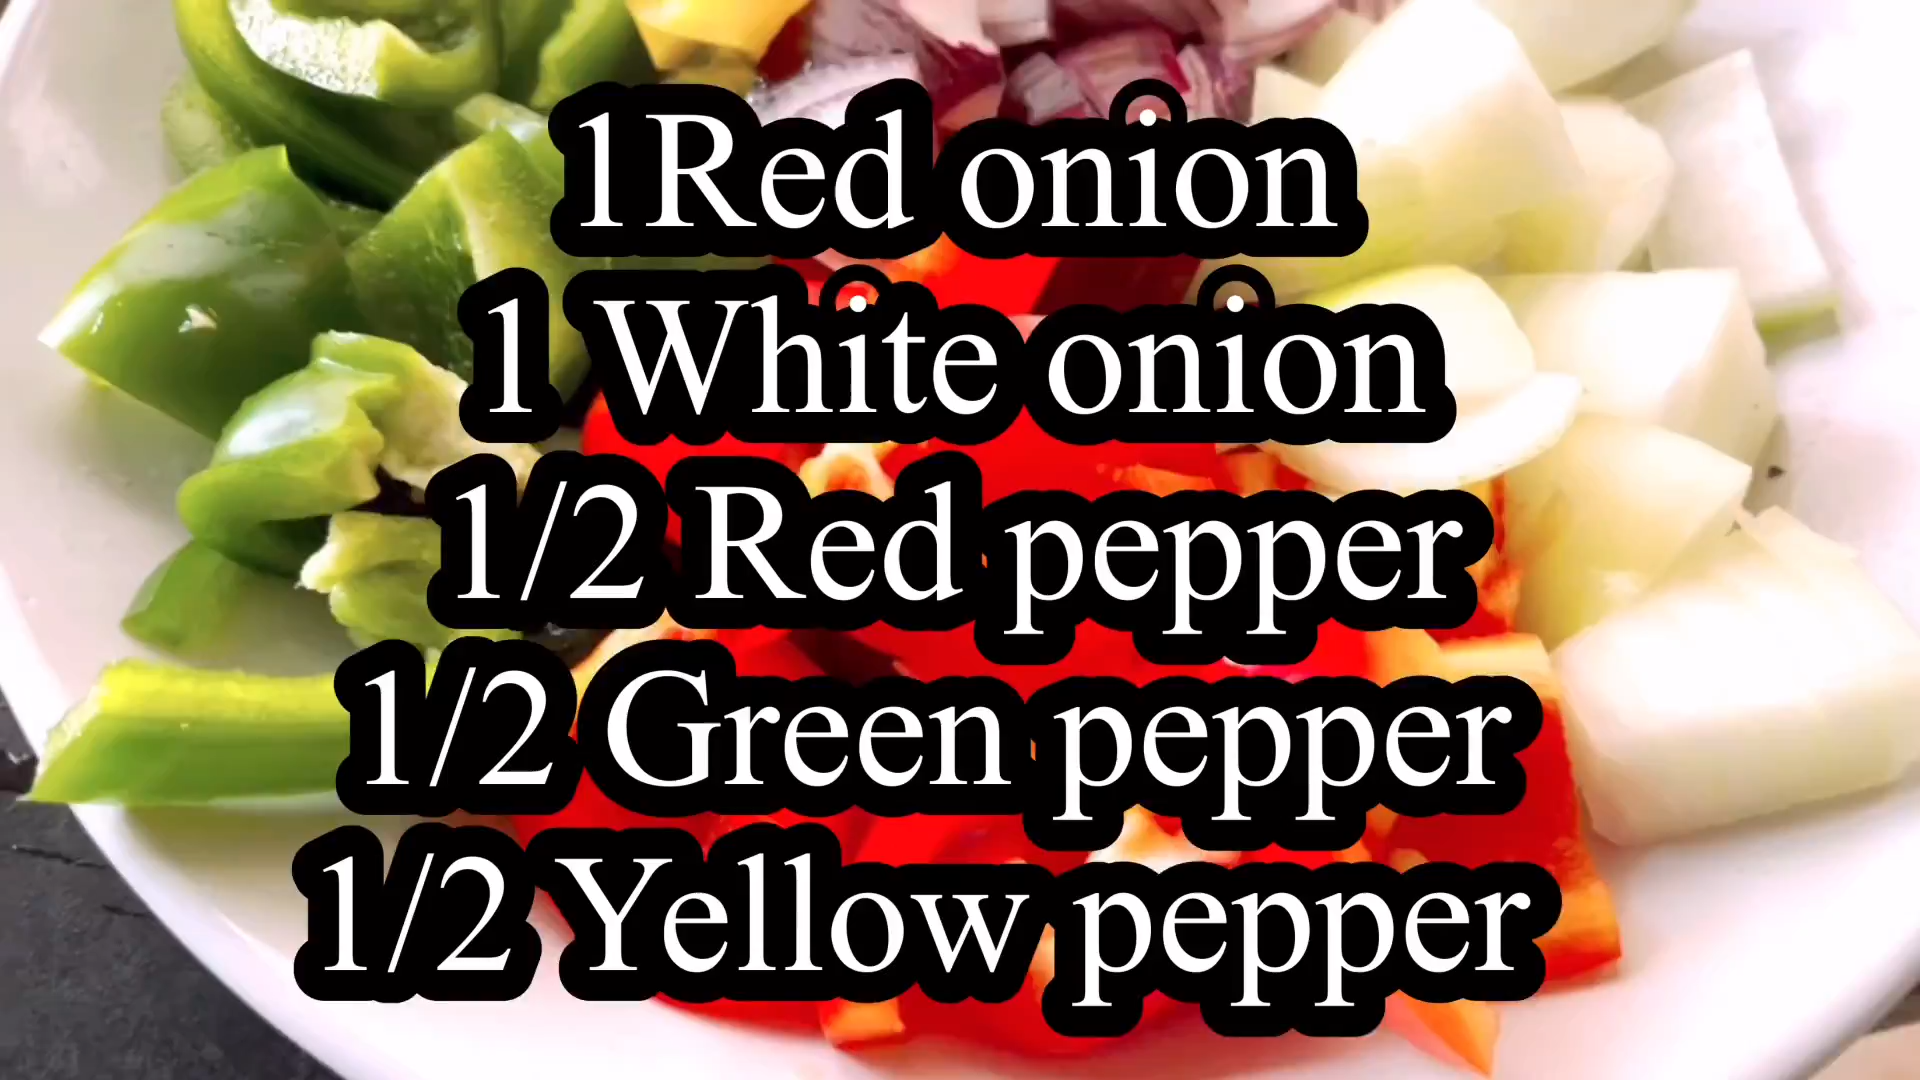 1Red onion
1 White onion
1/2 Red pepper
1/2 Green pepper
1/2 Yellow pepper